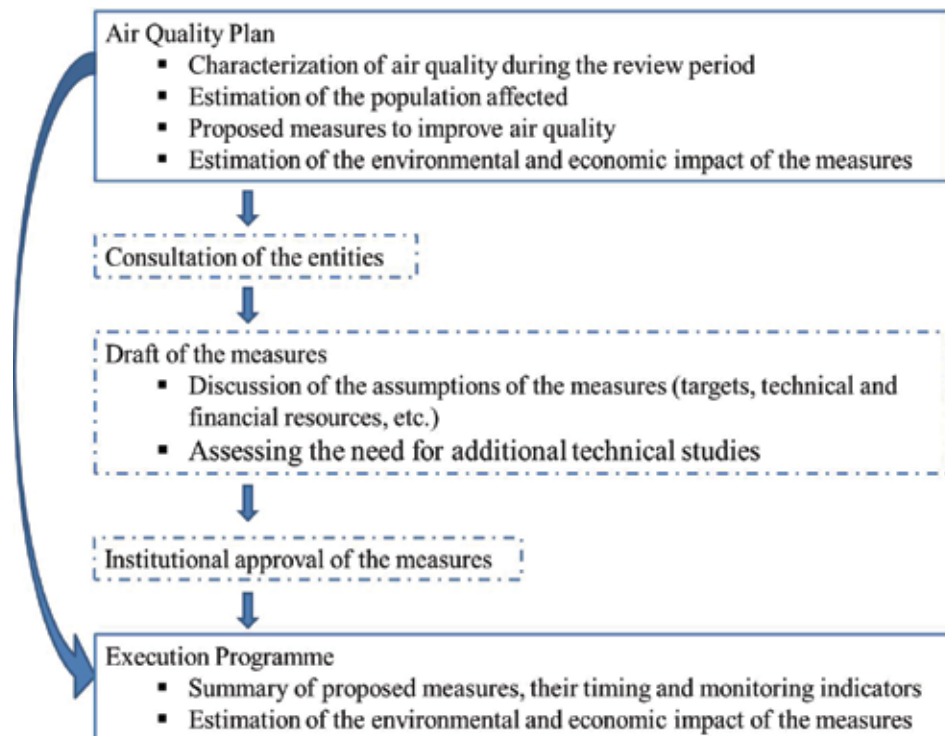 Air Quality Plan
▪ Characterization of air quality during the review period
▪ Estimation of the population affected
▪ Proposed measures to improve air quality
▪ Estimation of the environmental and economic impact of the measures
Consultation of the entities
Draft of the measures
▪ Discussion of the assumptions of the measures (targets, technical and
financial resources, etc.)
▪ Assessing the need for additional technical studies
Institutional approval of the measures
Execution Programme
▪ Summary of proposed measures, their timing and monitoring indicators
▪ Estimation of the environmental and economic impact of the measures